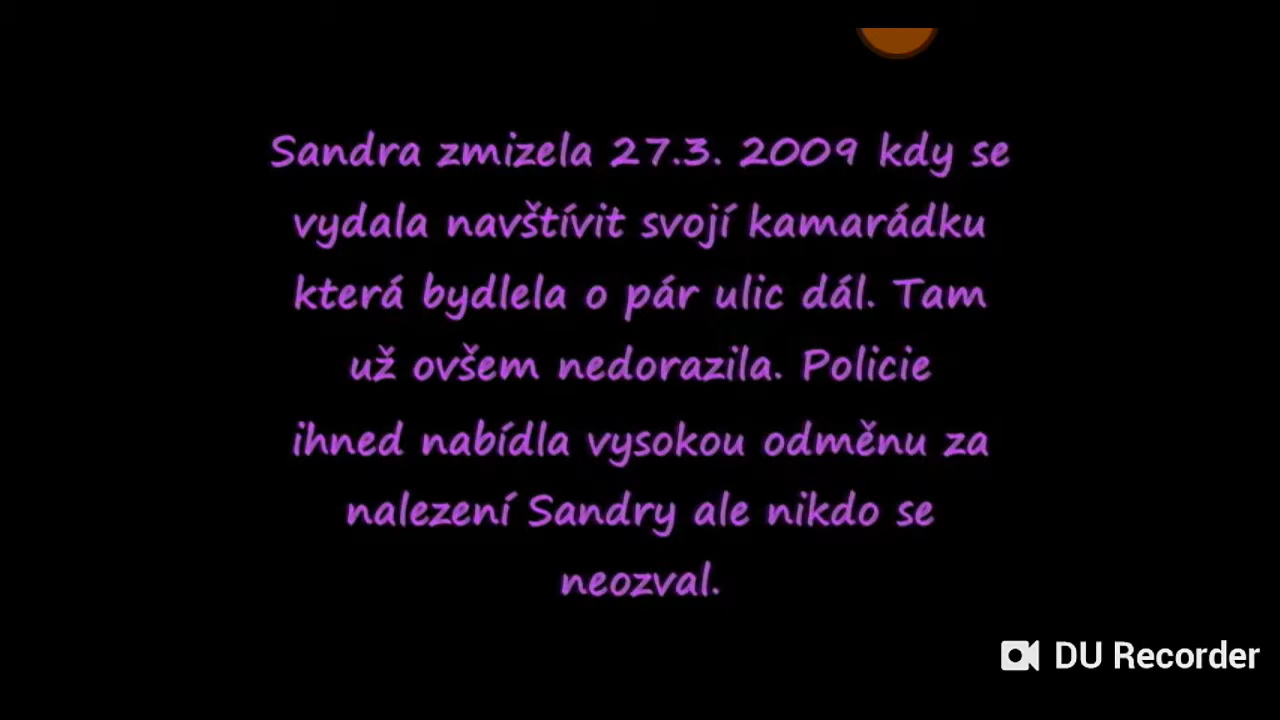 Sandra zmizela 27.3. 2009 kdy se
vydala navštívit svojí kamarádku
která bydlela o pár ulic dál. Tam
už ovšem nedorazila. Policie
ihned nabídla vysokou odměnu za
nalezení Sandry ale nikdo se
neozval.
DU Recorder